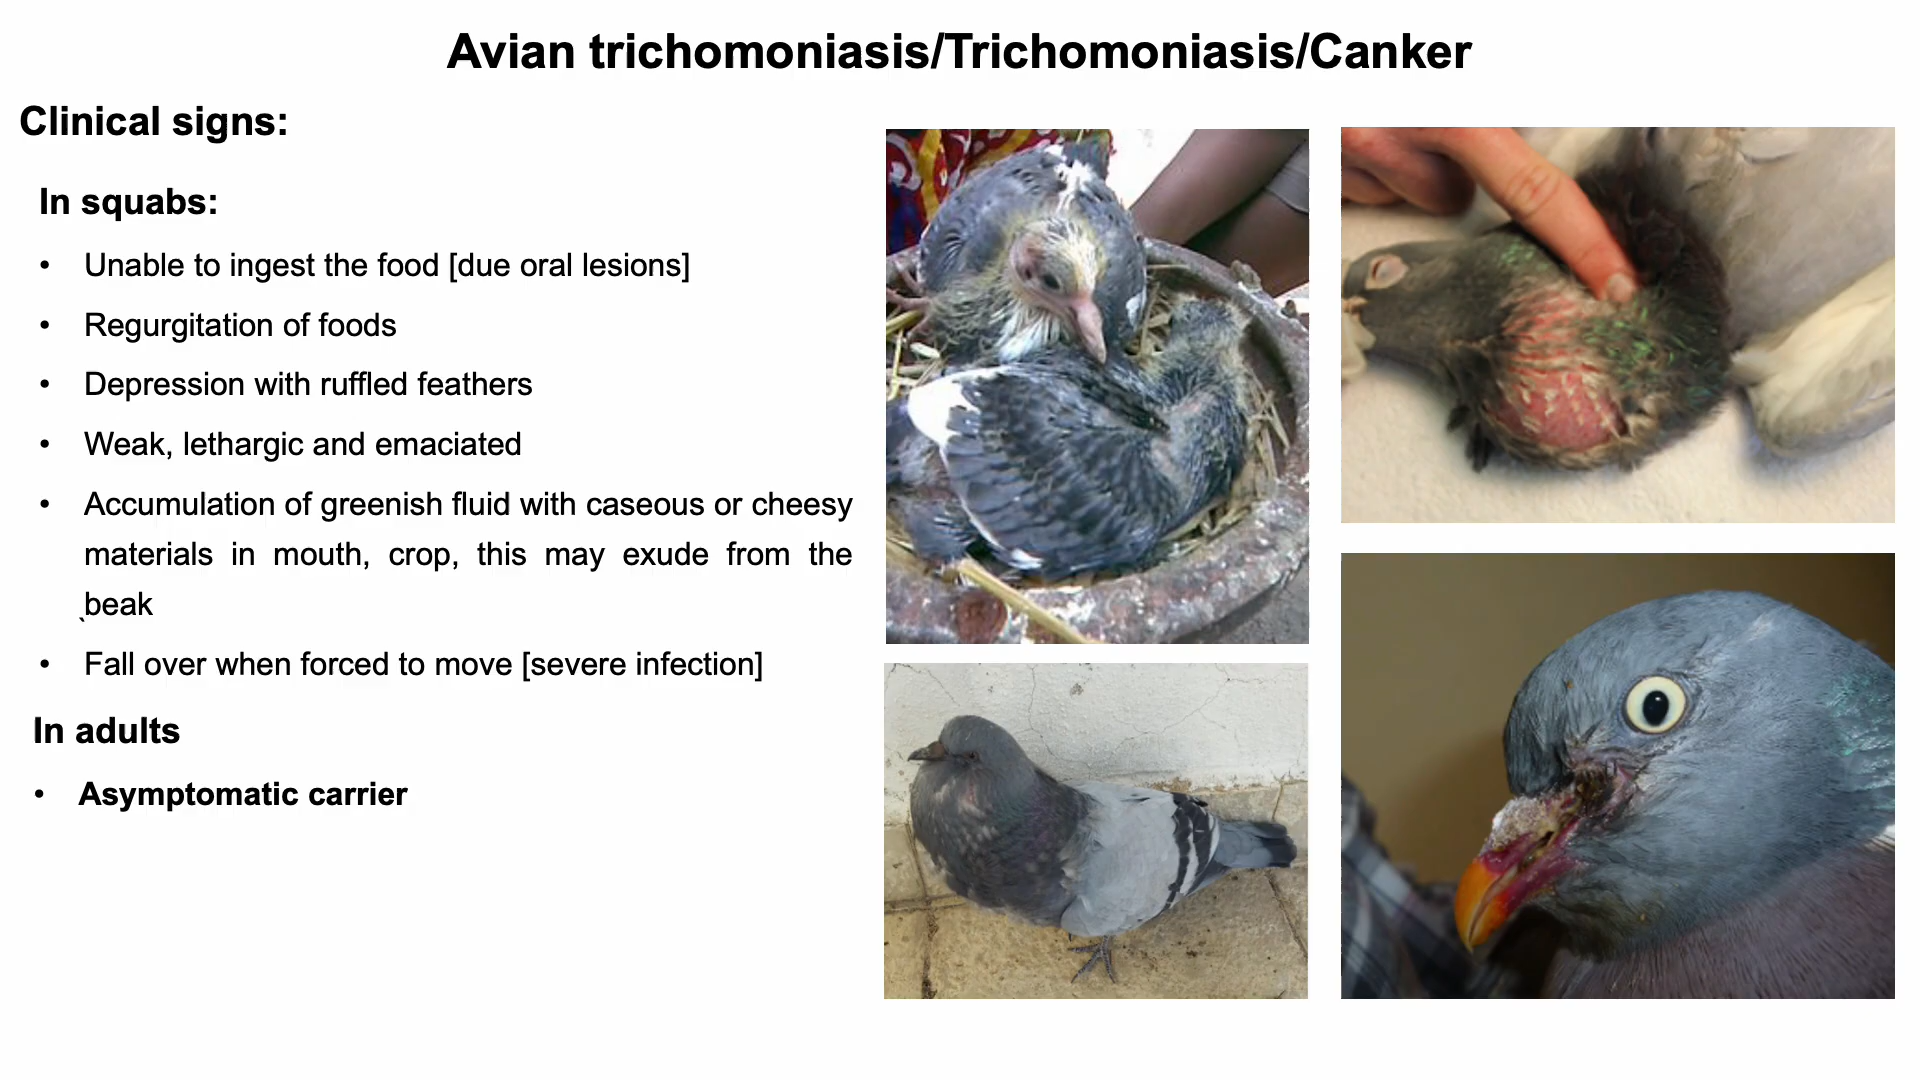 Avian trichomoniasis/Trichomoniasis/Canker
Clinical signs:
In squabs:
• Unable to ingest the food [due oral lesions]
• Regurgitation of foods
• Depression with ruffled feathers
• Weak, lethargic and emaciated
• Accumulation of greenish fluid with caseous or cheesy
materials in mouth, crop, this may exude from the
beak
• Fall over when forced to move [severe infection]
In adults
• Asymptomatic carrier